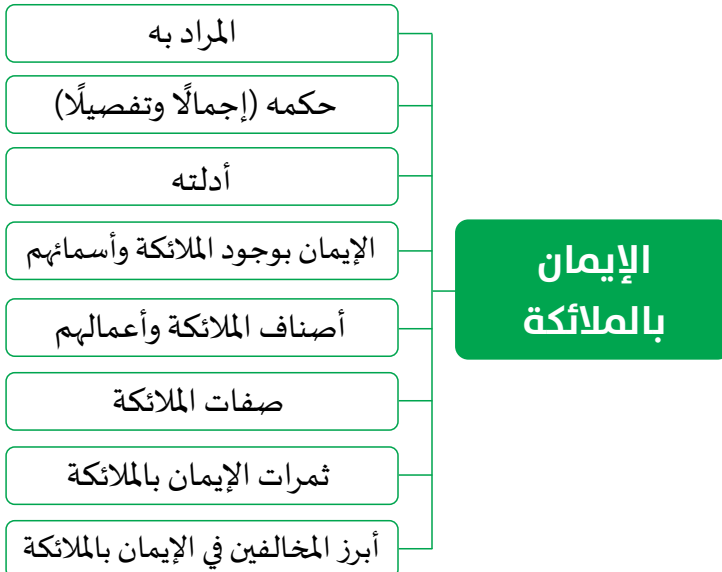 الإيمان
بالملائكة
المراد به
حكمه (إجمالًا وتفصيلًا)
أدلته
الإيمان بوجود الملائكة وأسمائهم
أصناف الملائكة وأعمالهم
صفات الملائكة
ثمرات الإيمان بالملائكة
أبرز المخالفين في الإيمان بالملائكة